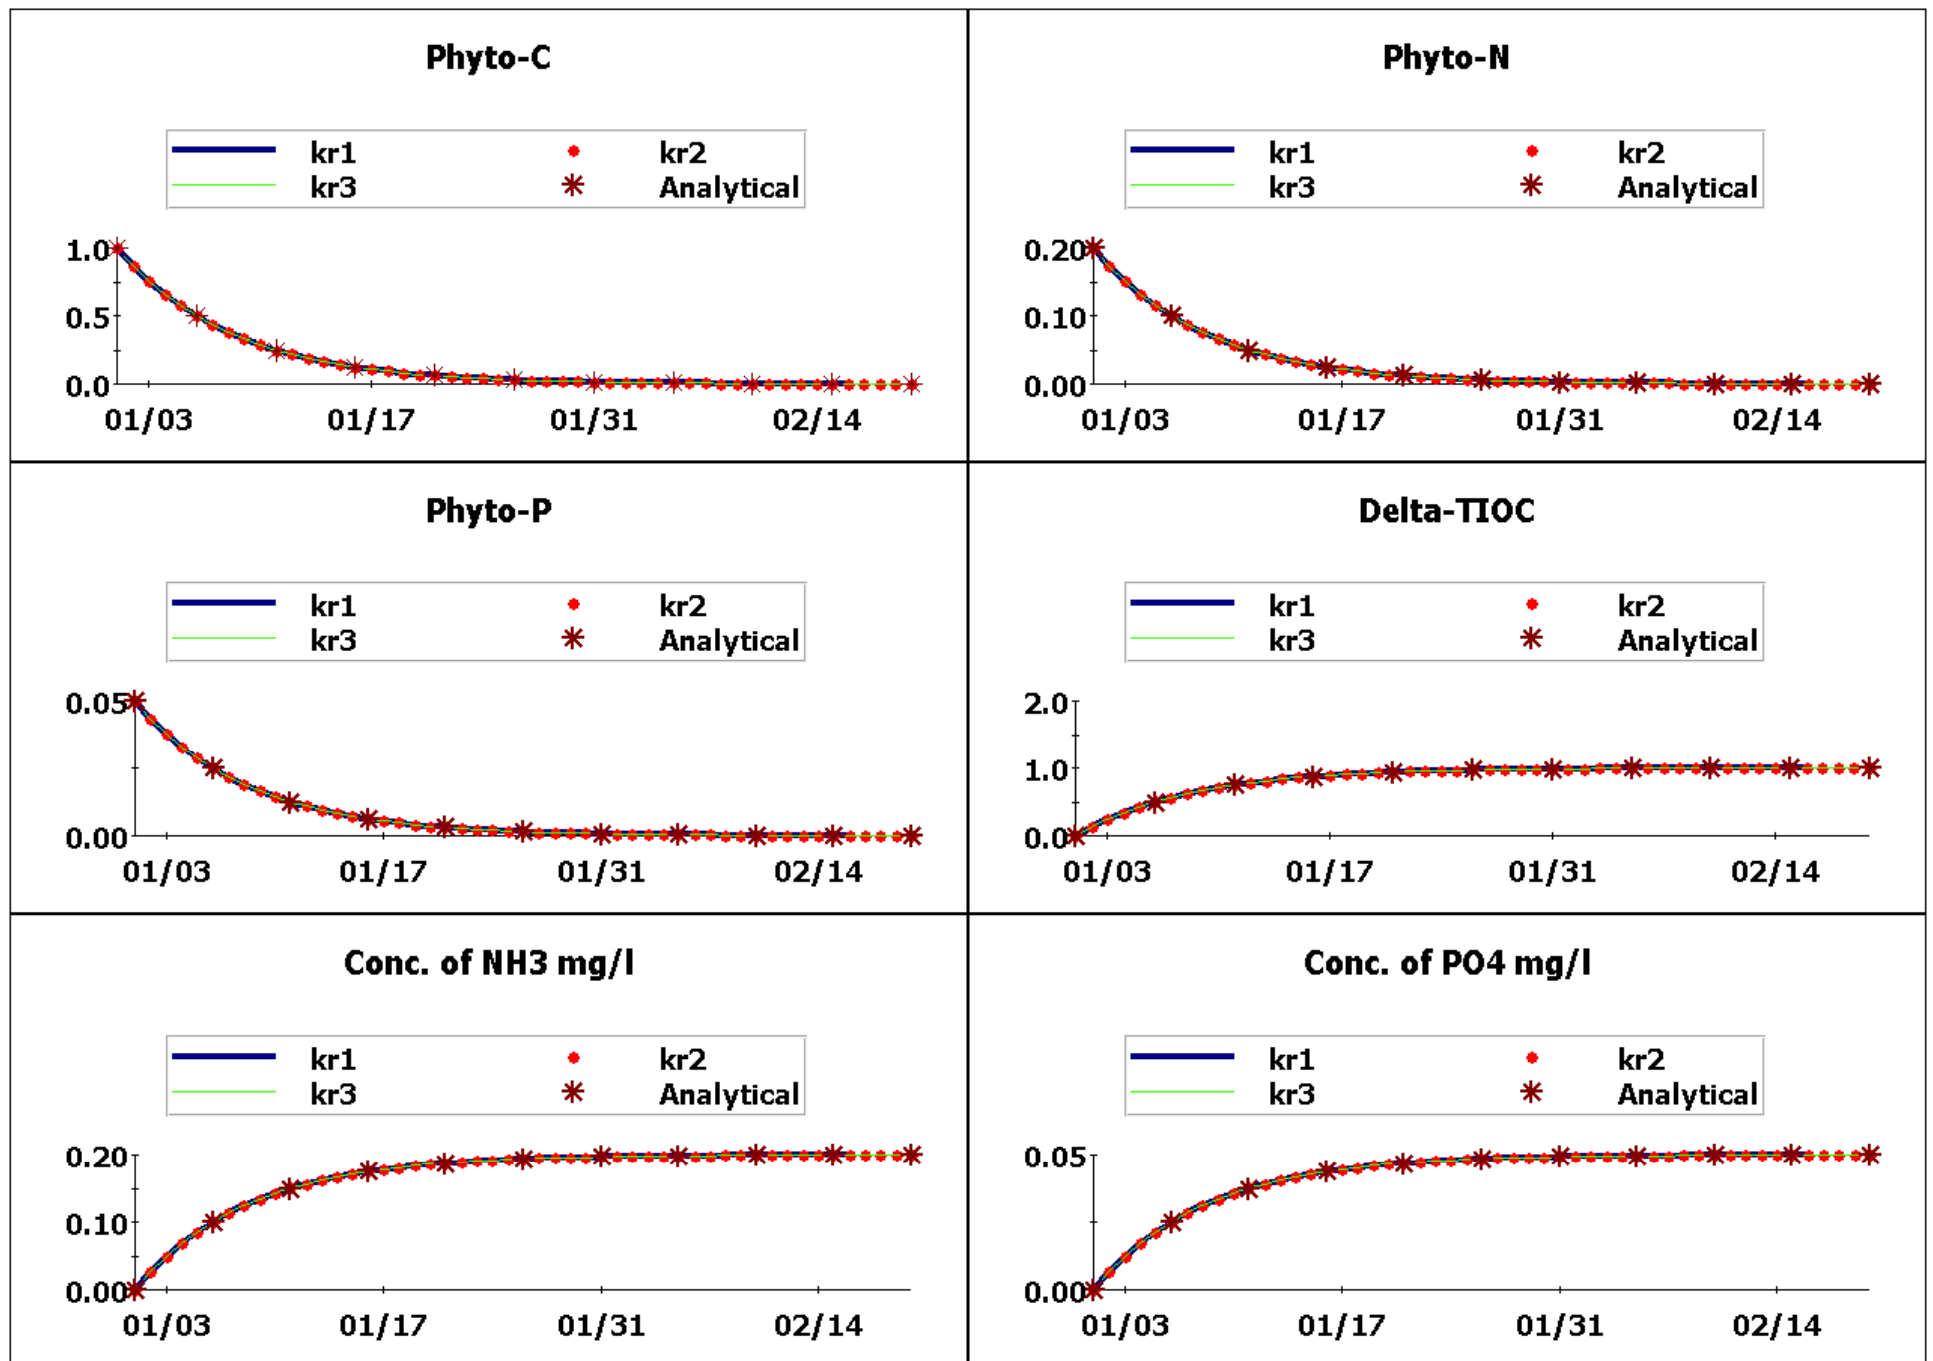 Phyto-C
kr1 kr2
kr3 Analytical
1.0
0.5
0.0
01/03 01/17 01/31 02/14
Phyto-N
kr1 kr2
kr3 Analytical
0.20
0.10
0.00
01/03 01/17 01/31 02/14
Phyto-P
kr1 kr2
kr3 Analytical
0.05
0.00
01/03 01/17 01/31 02/14
Delta-TIOC
kr1 kr2
kr3 Analytical
2.0
1.0
0.0
01/03 01/17 01/31 02/14
Conc. of NH3 mg/l
kr1 kr2
kr3 Analytical
0.20
0.10
0.00
01/03 01/17 01/31 02/14
Conc. of PO4 mg/l
kr1 kr2
kr3 Analytical
0.05
0.00
01/03 01/17 01/31 02/14